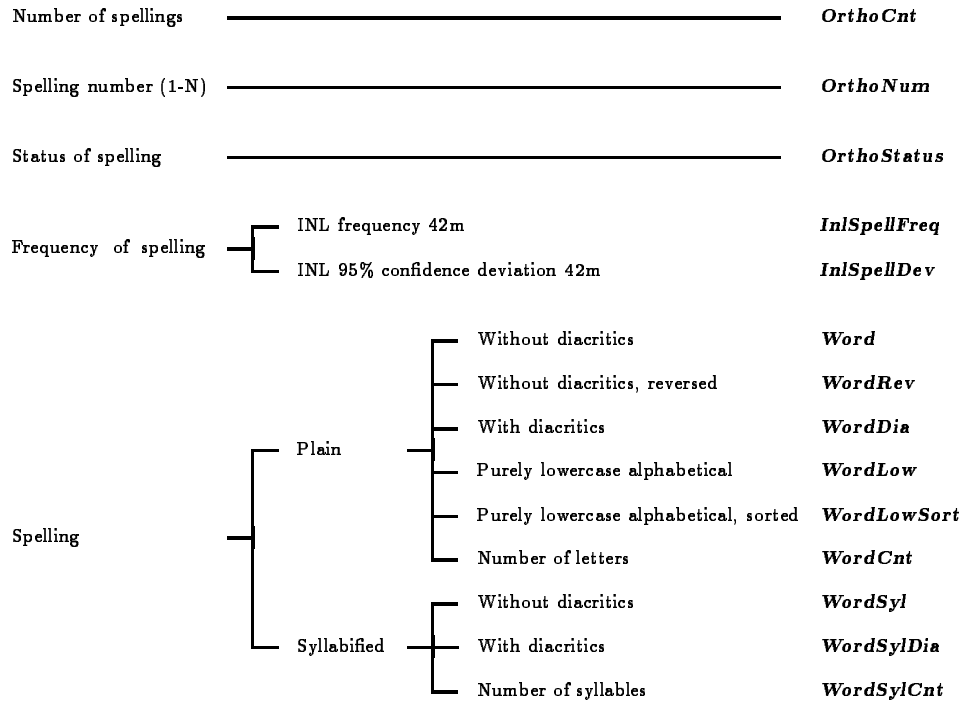 Number of spellings OrthoCnt
Spelling number (1-N) OrthoNum
Status of spelling OrthoStatus
INL frequency 42m InlSpellFreq
Frequency of spelling
INL 95% confidence deviation 42m InlSpellDev
Without diacritics Word
Without diacritics, reversed WordRev
With diacritics WordDia
Plain
Purely lowercase alphabetical WordLow
Purely lowercase alphabetical, sorted WordLowSort
Spelling
Number of letters WordCnt
Without diacritics WordSyl
Syllabified With diacritics WordSylDia
Number of syllables WordSylCnt